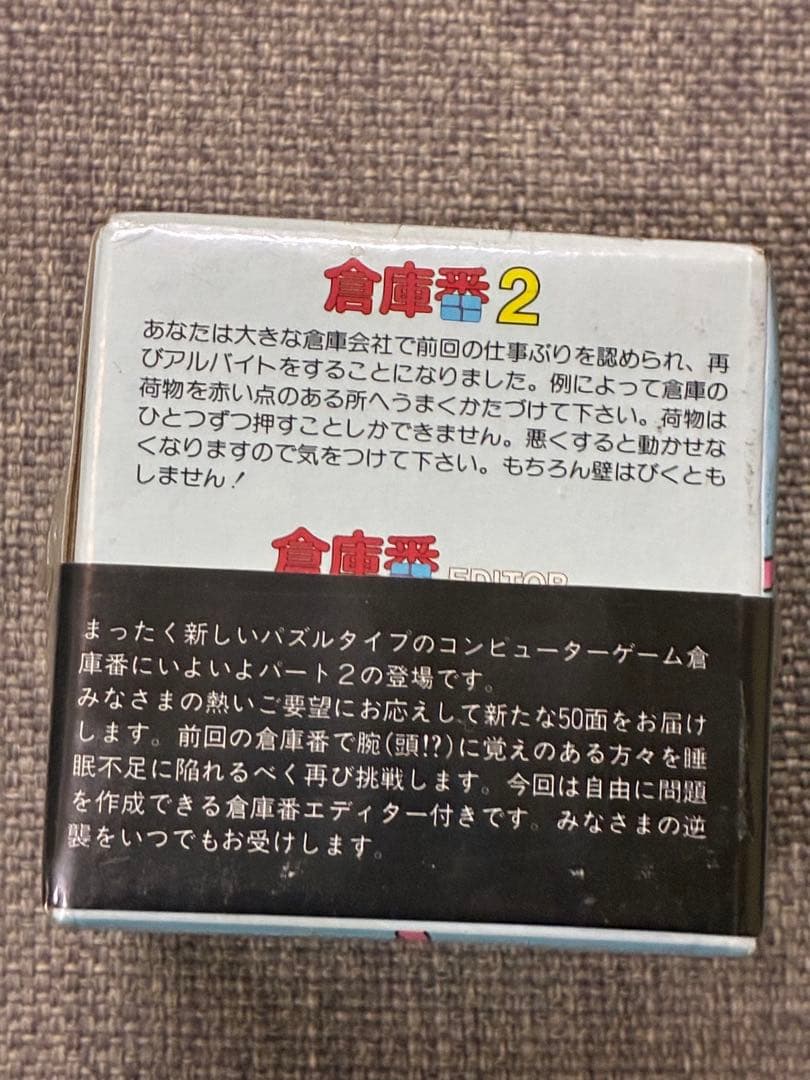 倉庫番2
あなたは大きな倉庫会社で前回の仕事ぶりを認められ、再
びアルバイトをすることになりました。例によって倉庫の
荷物を赤い点のある所へうまくかたづけて下さい。荷物は
ひとつずつ押すことしかできません。悪くすると動かせな
くなりますので気をつけて下さい。もちろん壁はびくとも
しません!
倉庫番 EDITOR
まったく新しいパズルタイプのコンピューターゲーム倉
庫番にいよいよパート2の登場です。
みなさまの熱いご要望にお応えして新たな50面をお届け
します。前回の倉庫番で腕(頭!?)に覚えのある方々を睡
眠不足に陥れるべく再び挑戦します。今回は自由に問題
を作成できる倉庫番エディター付きです。みなさまの逆
襲をいつでもお受けします。